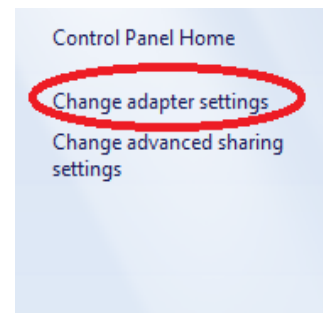 Control Panel Home
Change adapter settings
Change advanced sharing
settings